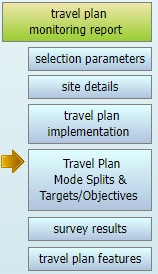 travel plan
monitoring report
selection parameters
site details
travel plan
implementation
Travel Plan
Mode Splits &
Targets/Objectives
survey results
travel plan features